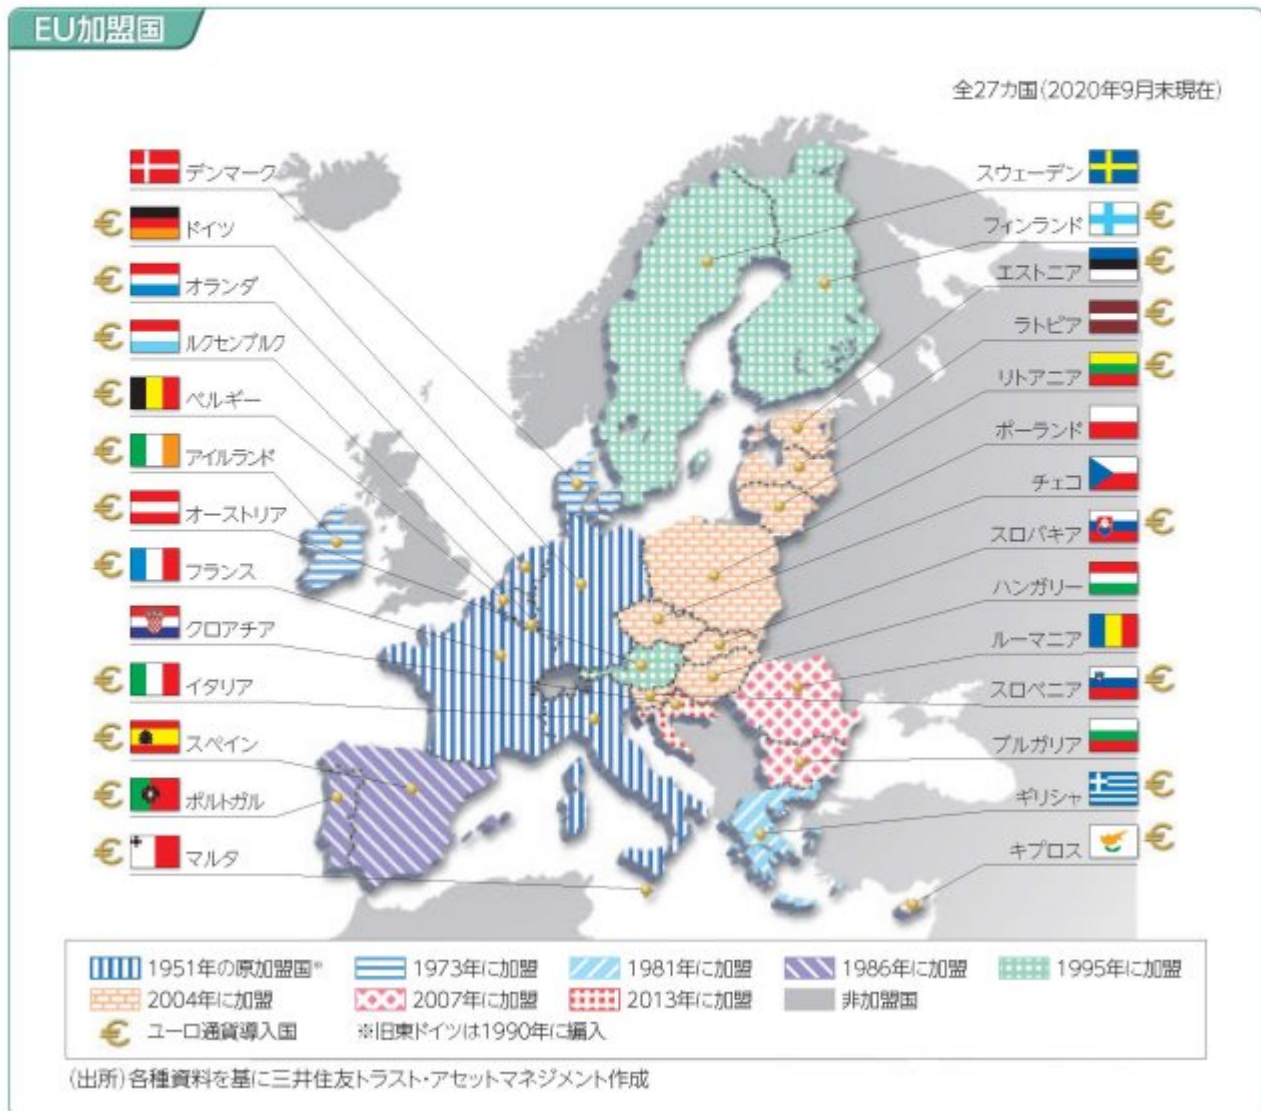 EU加盟国
全27カ国(2020年9月末現在)
デンマーク
€ ドイツ
€ オランダ
€ ルクセンブルク
€ ベルギー
€ アイルランド
€ オーストリア
€ フランス
クロアチア
€ イタリア
€ スペイン
€ ポルトガル
€ マルタ
スウェーデン
フィンランド €
エストニア €
ラトビア €
リトアニア €
ポーランド
チェコ
スロバキア €
ハンガリー
ルーマニア
スロベニア €
ブルガリア
ギリシャ €
キプロス €
1951年の原加盟国※ 1973年に加盟 1981年に加盟 1986年に加盟 1995年に加盟
2004年に加盟 2007年に加盟 2013年に加盟 非加盟国
€ ユーロ通貨導入国 ※旧東ドイツは1990年に編入
(出所)各種資料を基に三井住友トラスト・アセットマネジメント作成